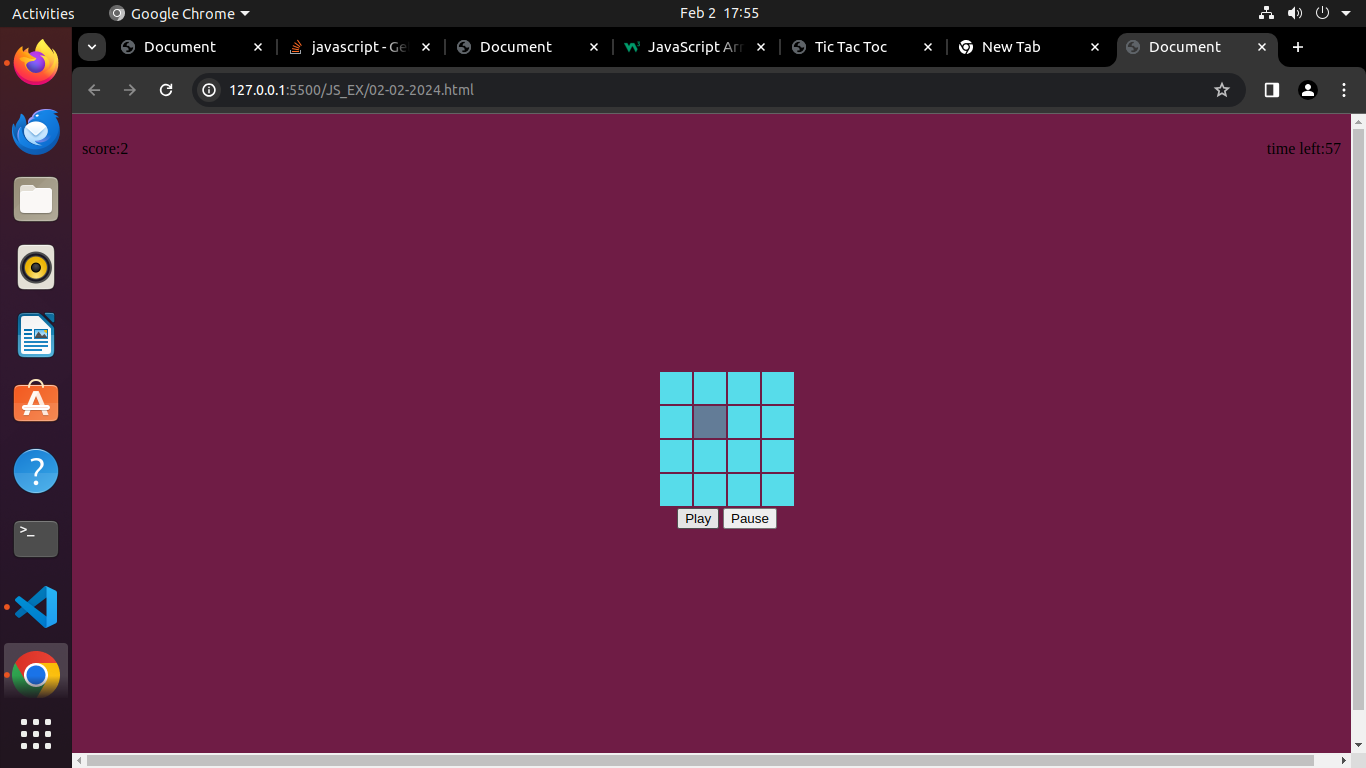 Activities
Google Chrome
Feb 2 17:55
Document
javascript - Ge
Document
JavaScript Arr
Tic Tac Toc
New Tab
Document
127.0.0.1:5500/JS_EX/02-02-2024.html
score:2
time left:57
Play
Pause